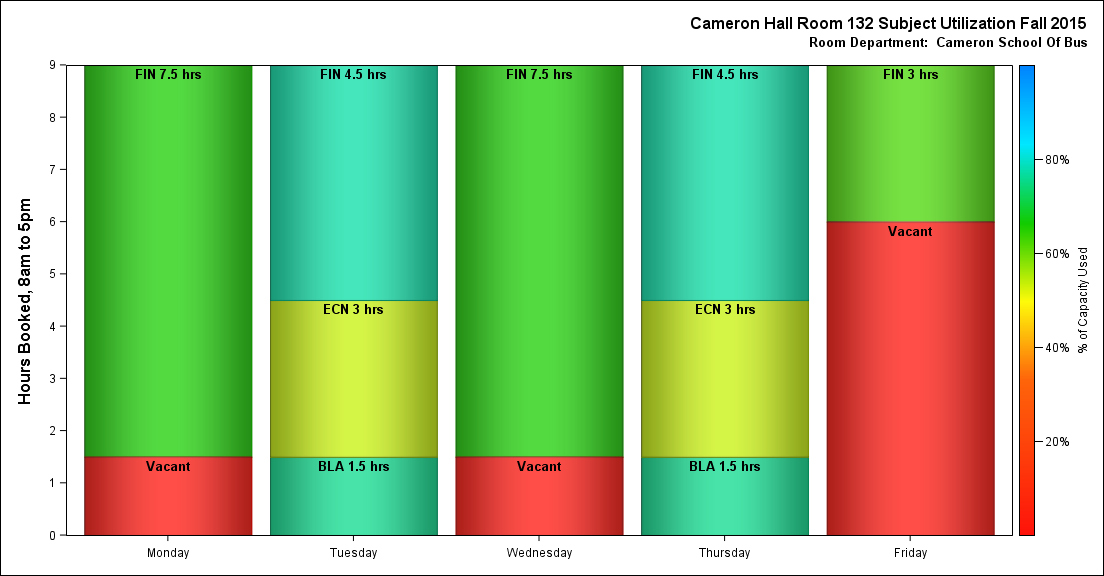 Cameron Hall Room 132 Subject Utilization Fall 2015
Room Department:  Cameron School Of Bus
Hours Booked, 8am to 5pm
9
8
7
6
5
4
3
2
1
0
FIN 7.5 hrs
Vacant
FIN 4.5 hrs
ECN 3 hrs
BLA 1.5 hrs
FIN 7.5 hrs
Vacant
FIN 4.5 hrs
ECN 3 hrs
BLA 1.5 hrs
FIN 3 hrs
Vacant
Monday
Tuesday
Wednesday
Thursday
Friday
80%
60%
40%
20%
% of Capacity Used